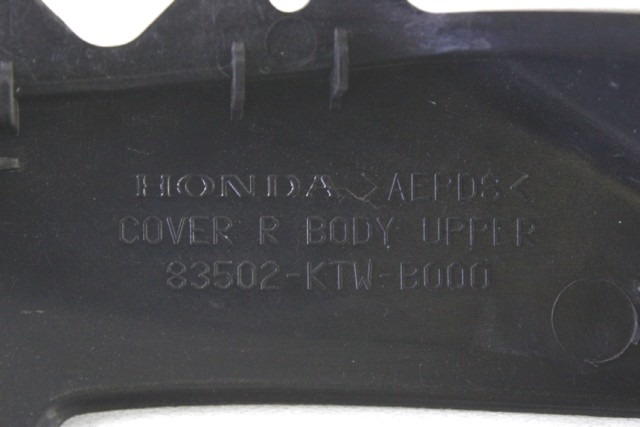 HONDA >AEPDS<
COVER R BODY UPPER
83502-KTW-B000